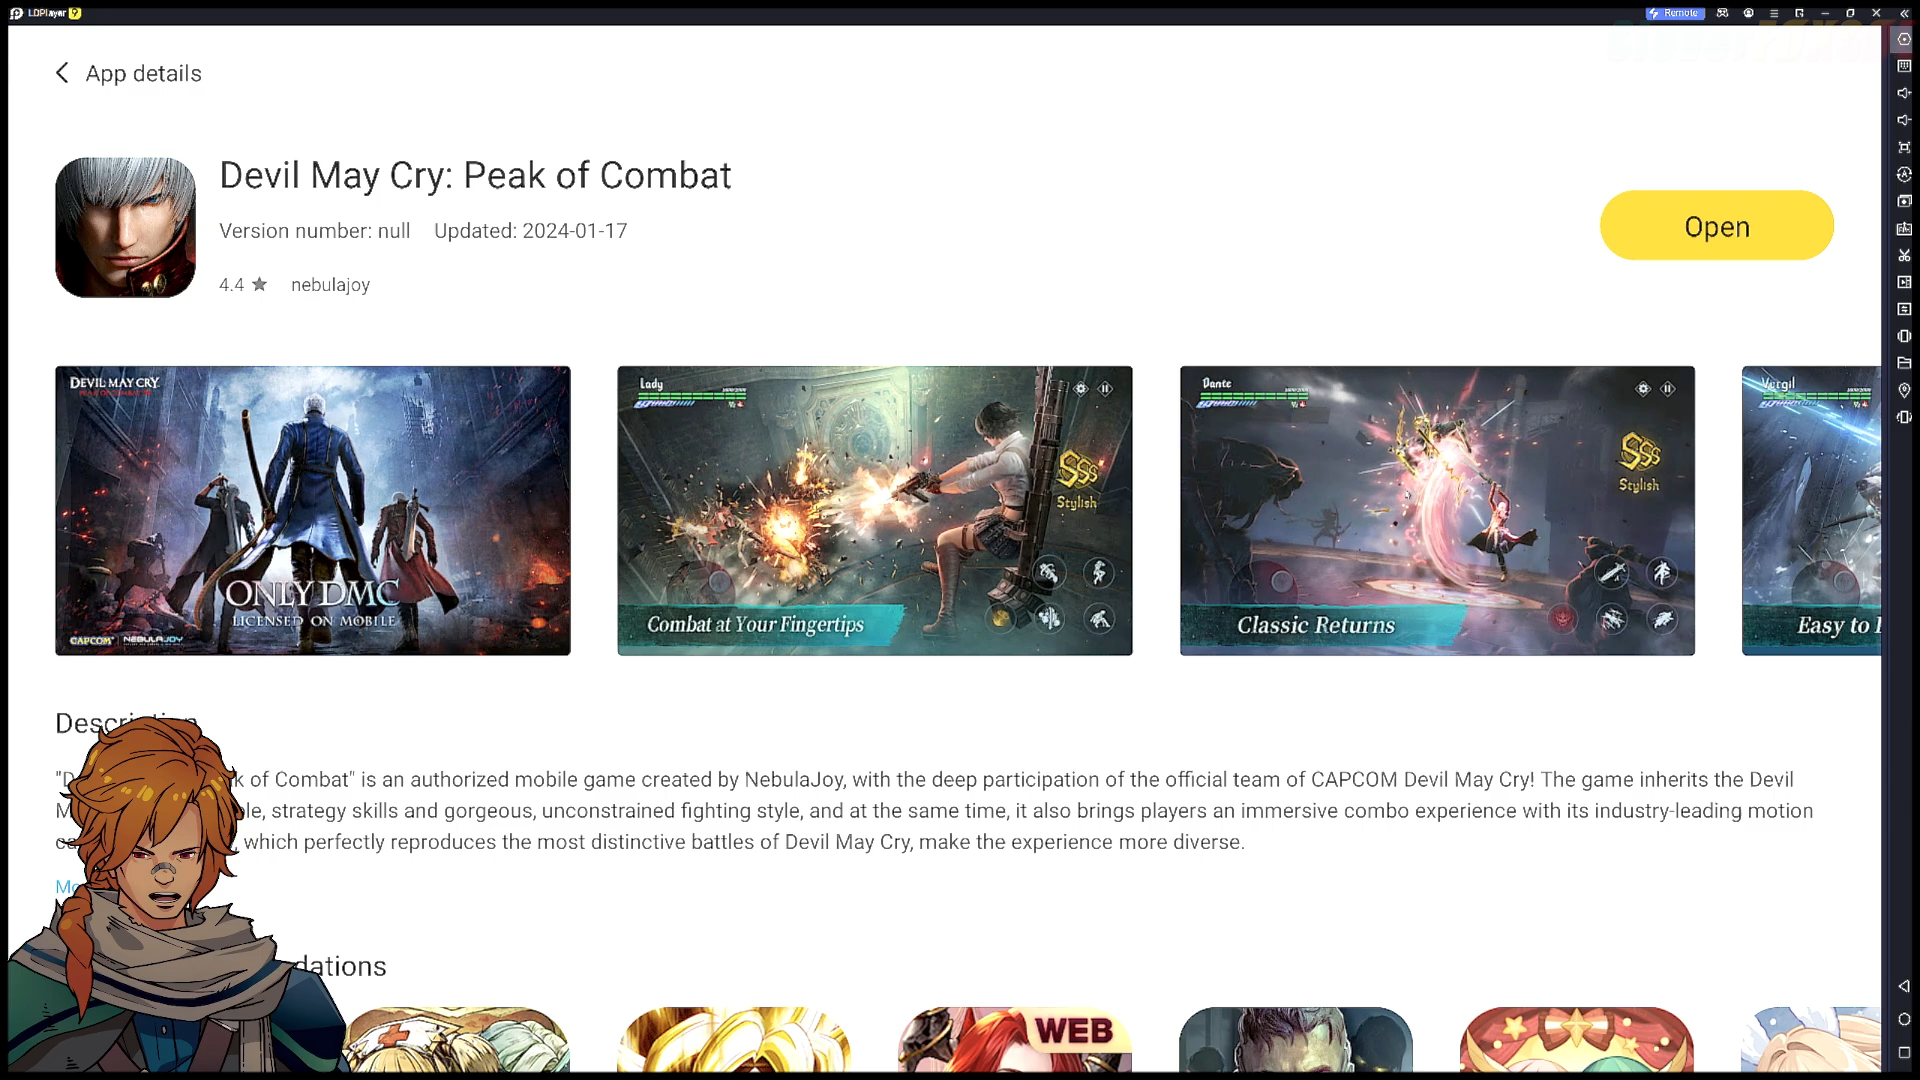 LDPlayer 9
Remote
App details
Devil May Cry: Peak of Combat
Version number: null Updated: 2024-01-17
Open
4.4 ★ nebulajoy
DEVIL MAY CRY
ONLY DMC
LICENSED ON MOBILE
CAPCOM NEBULAJOY
Lady
SSS
Stylish
Combat at Your Fingertips
Dante
SSS
Stylish
Classic Returns
Vergil
Easy to
Description
"D k of Combat" is an authorized mobile game created by NebulaJoy, with the deep participation of the official team of CAPCOM Devil May Cry! The game inherits the Devil
M le, strategy skills and gorgeous, unconstrained fighting style, and at the same time, it also brings players an immersive combo experience with its industry-leading motion
ca , which perfectly reproduces the most distinctive battles of Devil May Cry, make the experience more diverse.
Mo
dations
WEB